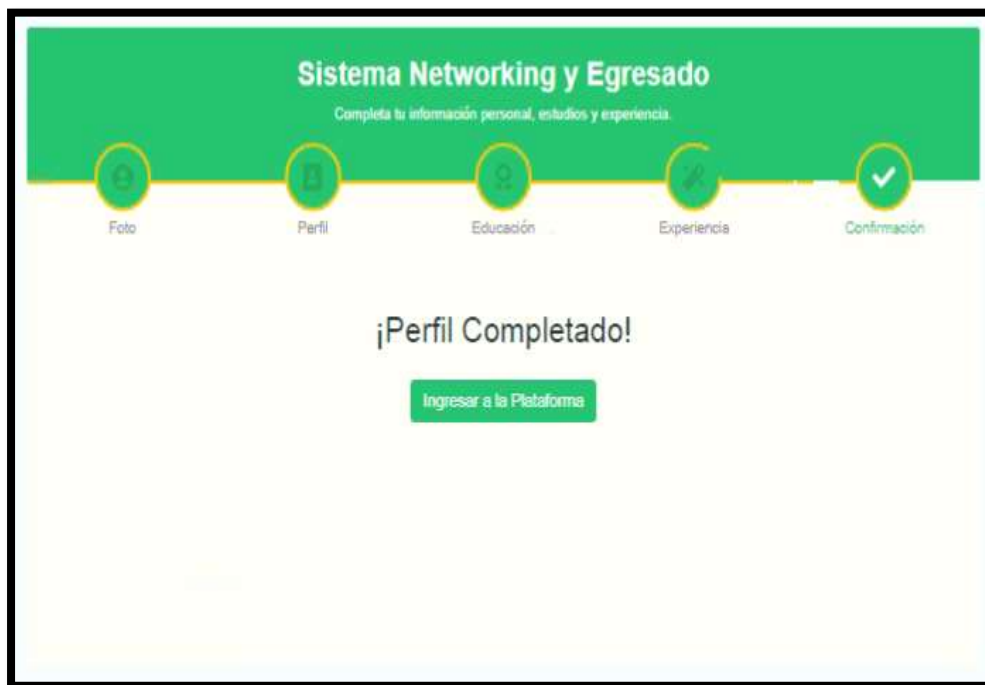 Sistema Networking y Egresado
Completa tu información personal, estudios y experiencia.
Foto Perfil Educación Experiencia Confirmación
¡Perfil Completado!
Ingresar a la Plataforma